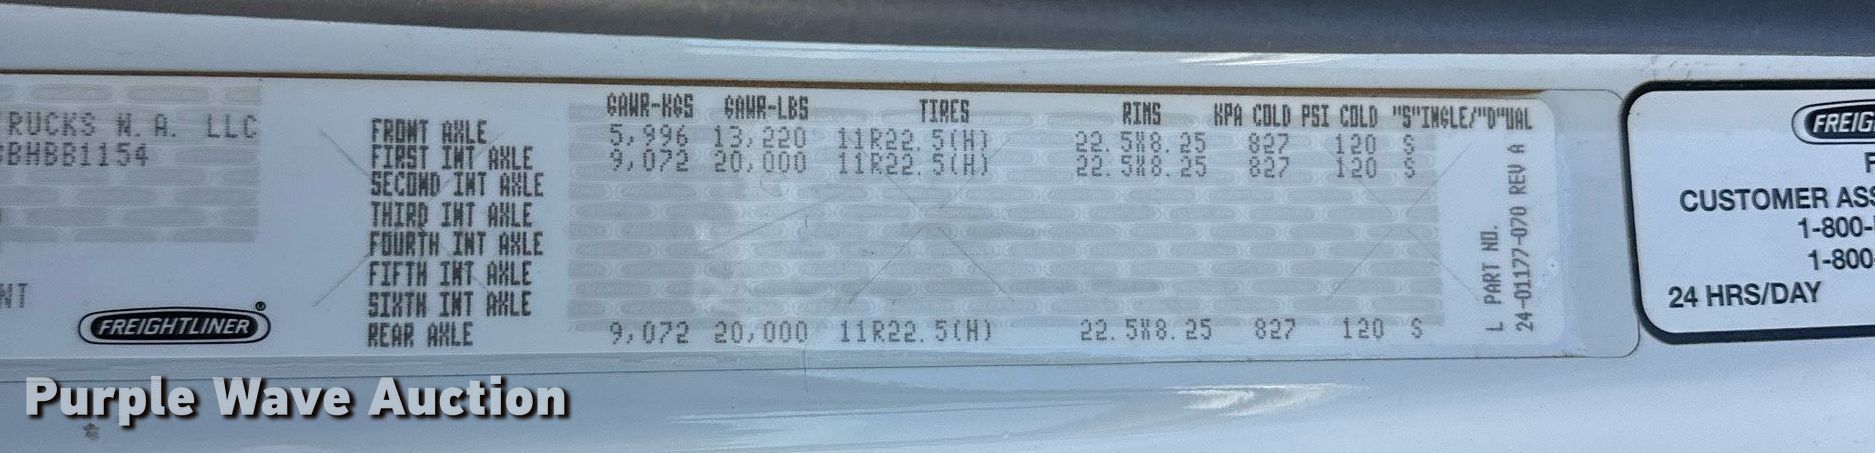 RUCKS N.A. LLC
BHBB1154
NT
FREIGHTLINER®
GAWR-KGS GAWR-LBS TIRES RIMS KPA COLD PSI COLD "S"INGLE/"D"UAL
FRONT AXLE 5,996 13,220 11R22.5(H) 22.5X8.25 827 120 S
FIRST INT AXLE 9,072 20,000 11R22.5(H) 22.5X8.25 827 120 S
SECOND INT AXLE
THIRD INT AXLE
FOURTH INT AXLE
FIFTH INT AXLE
SIXTH INT AXLE
REAR AXLE 9,072 20,000 11R22.5(H) 22.5X8.25 827 120 S
L PART NO.
24-01177-070 REV A
FREIG
F
CUSTOMER ASS
1-800-
1-800-
24 HRS/DAY
Purple Wave Auction